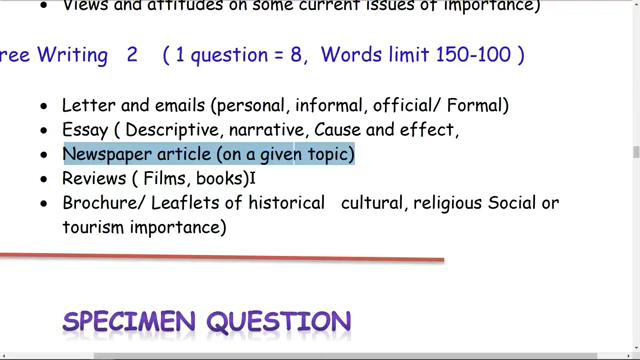 Views and attitudes on some current issues of importance)
ree Writing 2 ( 1 question = 8, Words limit 150-100 )
• Letter and emails (personal, informal, official/ Formal)
• Essay ( Descriptive, narrative, Cause and effect,
• Newspaper article (on a given topic)
• Reviews ( Films, books)
• Brochure/ Leaflets of historical cultural, religious Social or
tourism importance)
SPECIMEN QUESTION